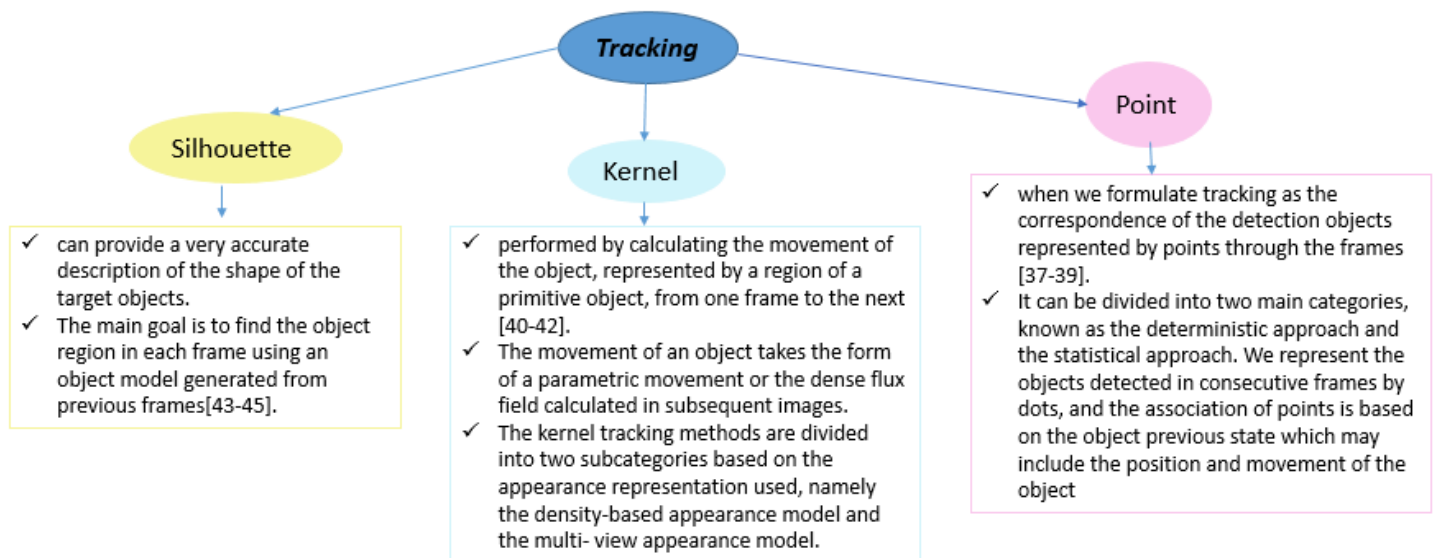 Tracking
Silhouette
✓ can provide a very accurate
description of the shape of the
target objects.
✓ The main goal is to find the object
region in each frame using an
object model generated from
previous frames[43-45].
Kernel
✓ performed by calculating the movement of
the object, represented by a region of a
primitive object, from one frame to the next
[40-42].
✓ The movement of an object takes the form
of a parametric movement or the dense flux
field calculated in subsequent images.
✓ The kernel tracking methods are divided
into two subcategories based on the
appearance representation used, namely
the density-based appearance model and
the multi- view appearance model.
Point
✓ when we formulate tracking as the
correspondence of the detection objects
represented by points through the frames
[37-39].
✓ It can be divided into two main categories,
known as the deterministic approach and
the statistical approach. We represent the
objects detected in consecutive frames by
dots, and the association of points is based
on the object previous state which may
include the position and movement of the
object